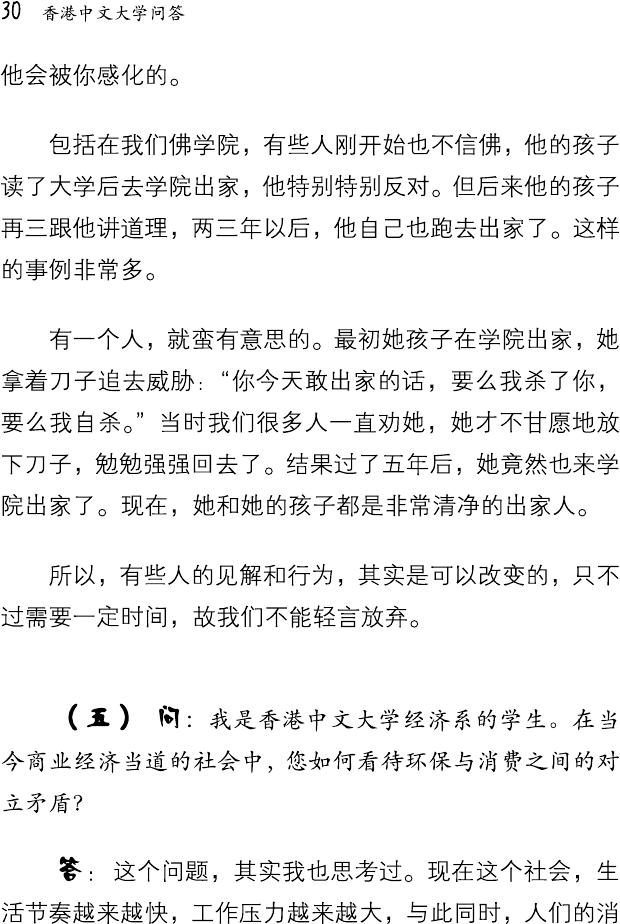 30 香港中文大学问答
他会被你感化的。
包括在我们佛学院，有些人刚开始也不信佛，他的孩子
读了大学后去学院出家，他特别特别反对。但后来他的孩子
再三跟他讲道理，两三年以后，他自己也跑去出家了。这样
的事例非常多。
有一个人，就蛮有意思的。最初她孩子在学院出家，她
拿着刀子追去威胁：“你今天敢出家的话，要么我杀了你，
要么我自杀。”当时我们很多人一直劝她，她才不甘愿地放
下刀子，勉勉强强回去了。结果过了五年后，她竟然也来学
院出家了。现在，她和她的孩子都是非常清净的出家人。
所以，有些人的见解和行为，其实是可以改变的，只不
过需要一定时间，故我们不能轻言放弃。
（五） 问：我是香港中文大学经济系的学生。在当
今商业经济当道的社会中，您如何看待环保与消费之间的对
立矛盾？
答：这个问题，其实我也思考过。现在这个社会，生
活节奏越来越快，工作压力越来越大，与此同时，人们的消